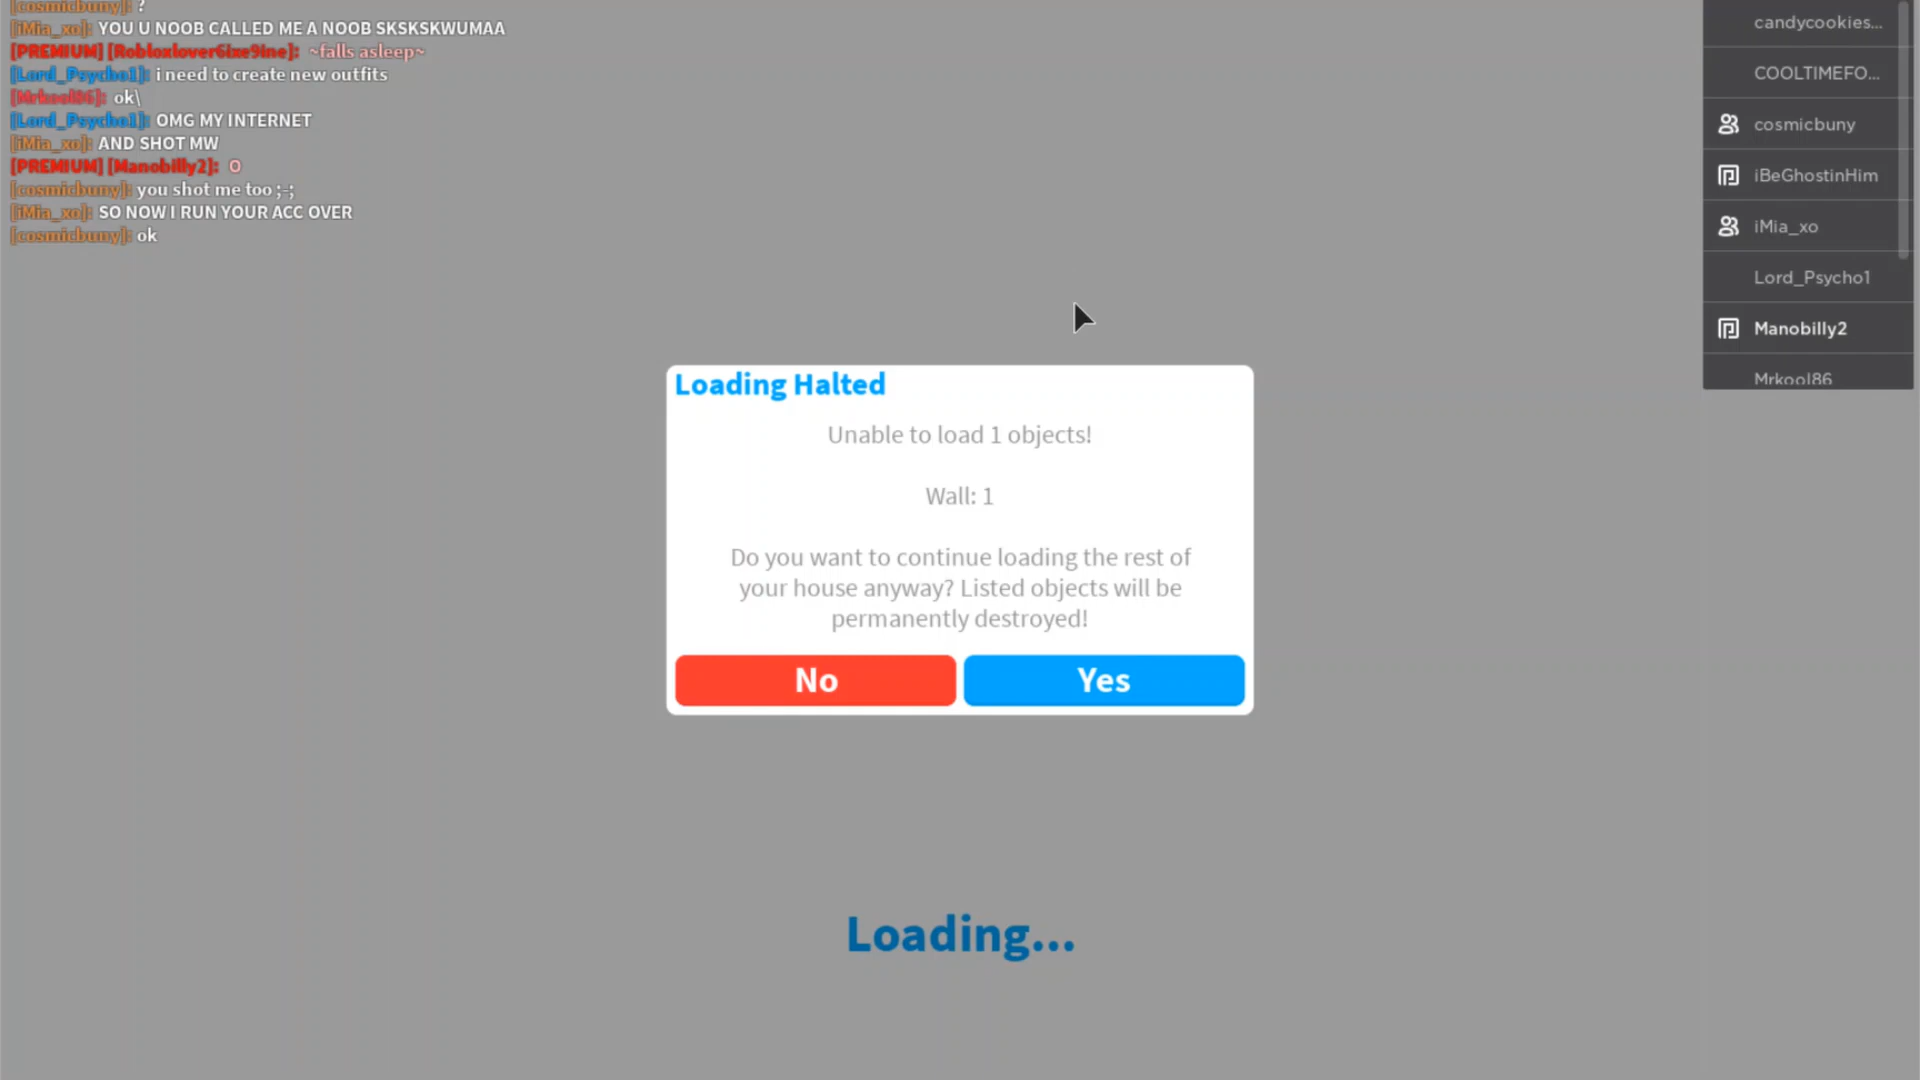 [cosmicbuny]: ?
[iMia_xo]: YOU U NOOB CALLED ME A NOOB SKSKSKWUMAA
[PREMIUM] [Robloxlover6ixe9ine]: ~falls asleep~
[Lord_Psycho1]: i need to create new outfits
[Mrkool86]: ok\
[Lord_Psycho1]: OMG MY INTERNET
[iMia_xo]: AND SHOT MW
[PREMIUM] [Manobilly2]: O
[cosmicbuny]: you shot me too ;-;
[iMia_xo]: SO NOW I RUN YOUR ACC OVER
[cosmicbuny]: ok
candycookies...
COOLTIMEFO...
cosmicbuny
iBeGhostinHim
iMia_xo
Lord_Psycho1
Manobilly2
Mrkool86
Loading Halted
Unable to load 1 objects!
Wall: 1
Do you want to continue loading the rest of
your house anyway? Listed objects will be
permanently destroyed!
No
Yes
Loading...